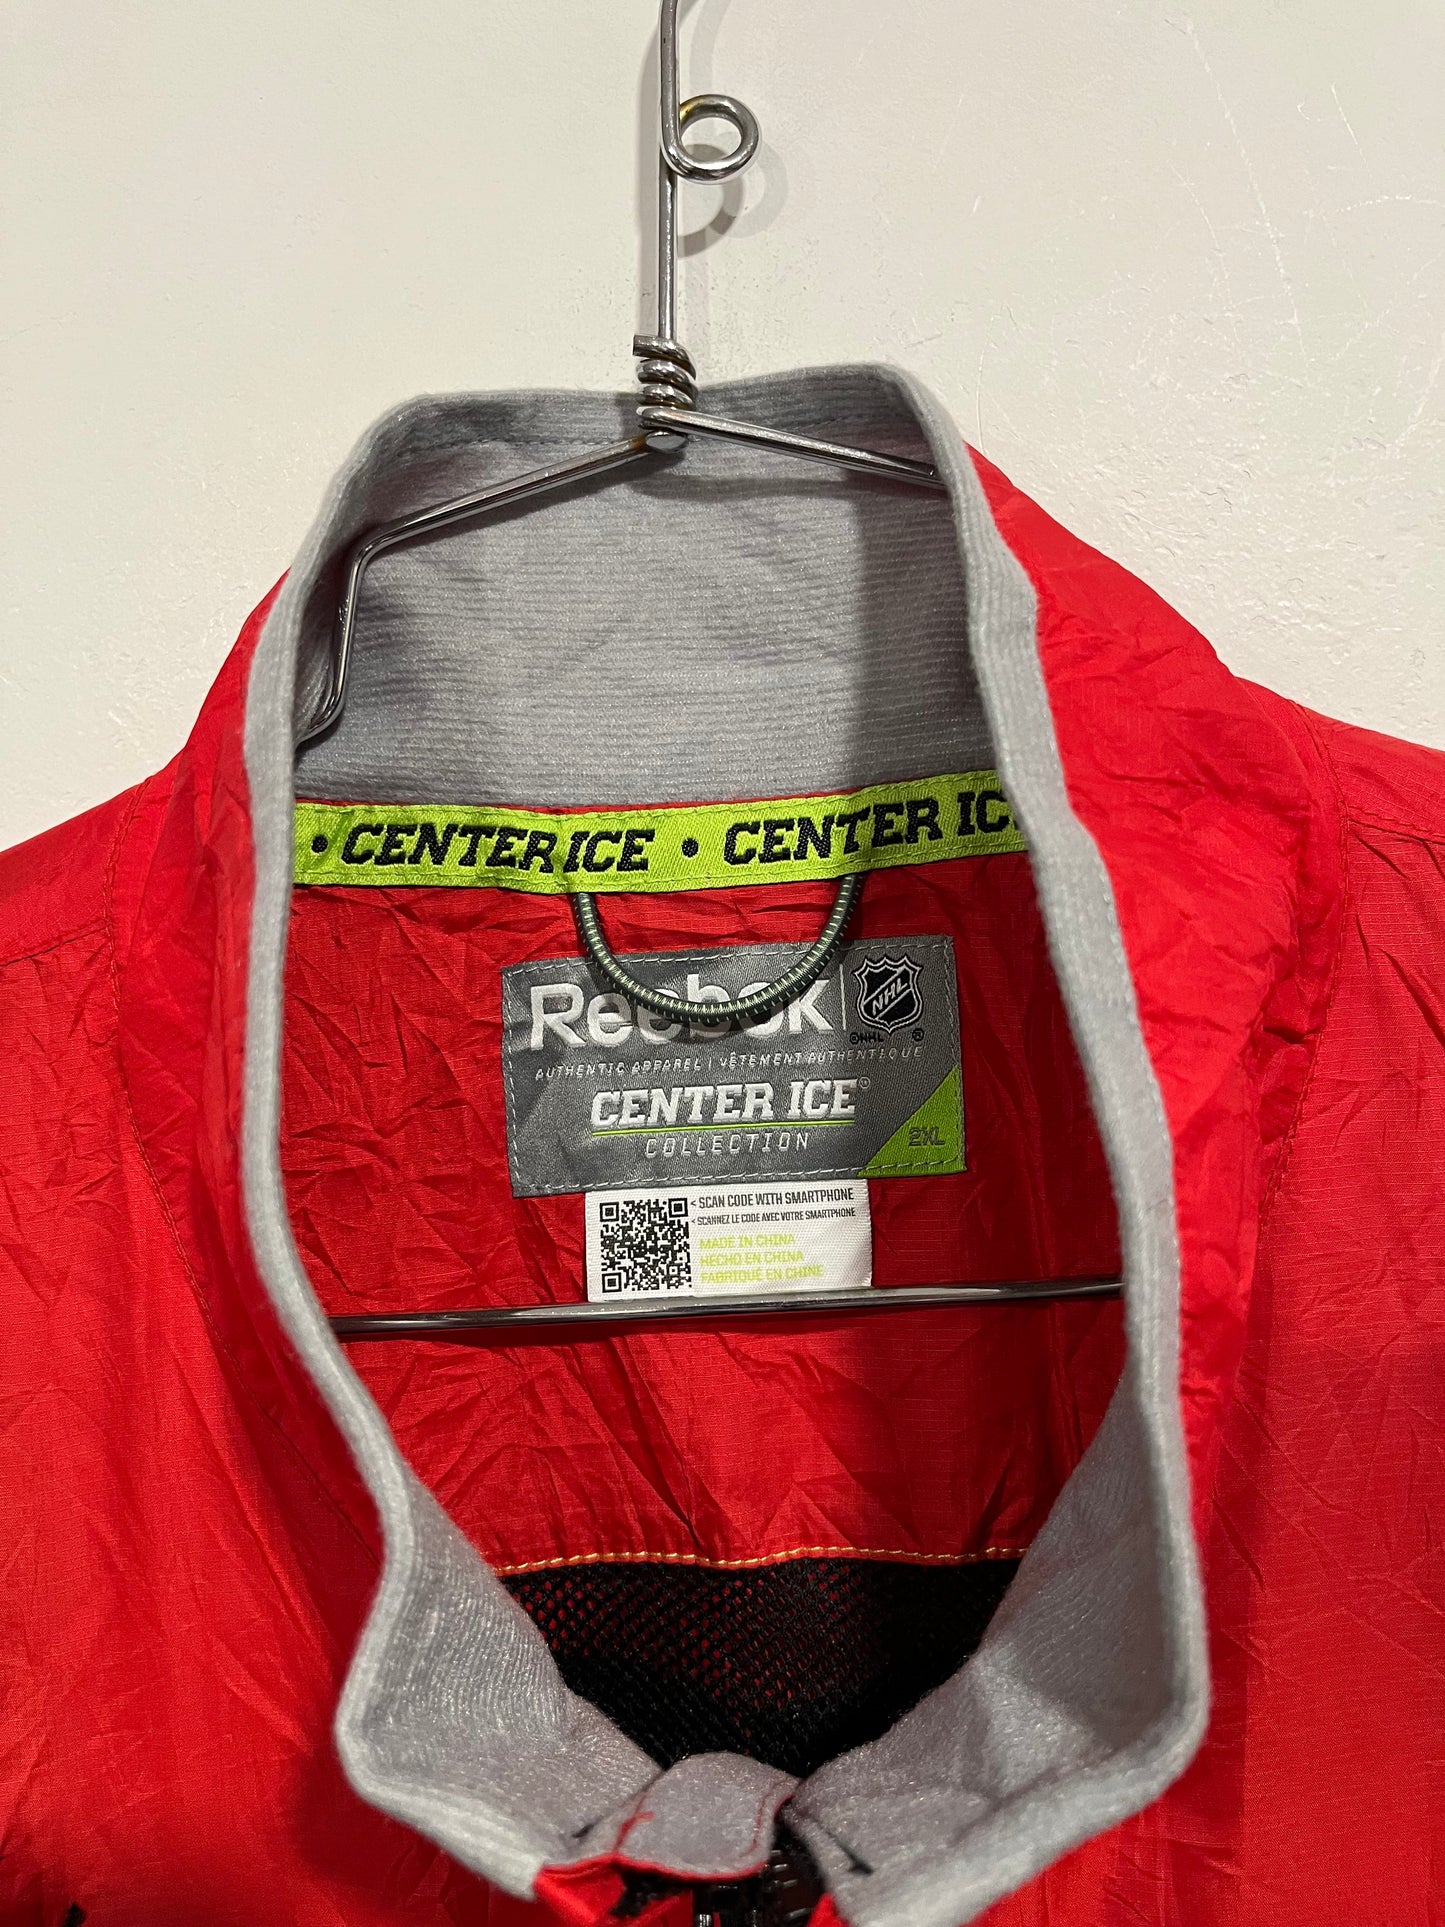 • CENTER ICE • CENTER IC
Reebok NHL
©NHL ®
AUTHENTIC APPAREL | VÊTEMENT AUTHENTIQUE
CENTER ICE®
COLLECTION
2XL
< SCAN CODE WITH SMARTPHONE
< SCANNEZ LE CODE AVEC VOTRE SMARTPHONE
MADE IN CHINA
HECHO EN CHINA
FABRIQUÉ EN CHINE